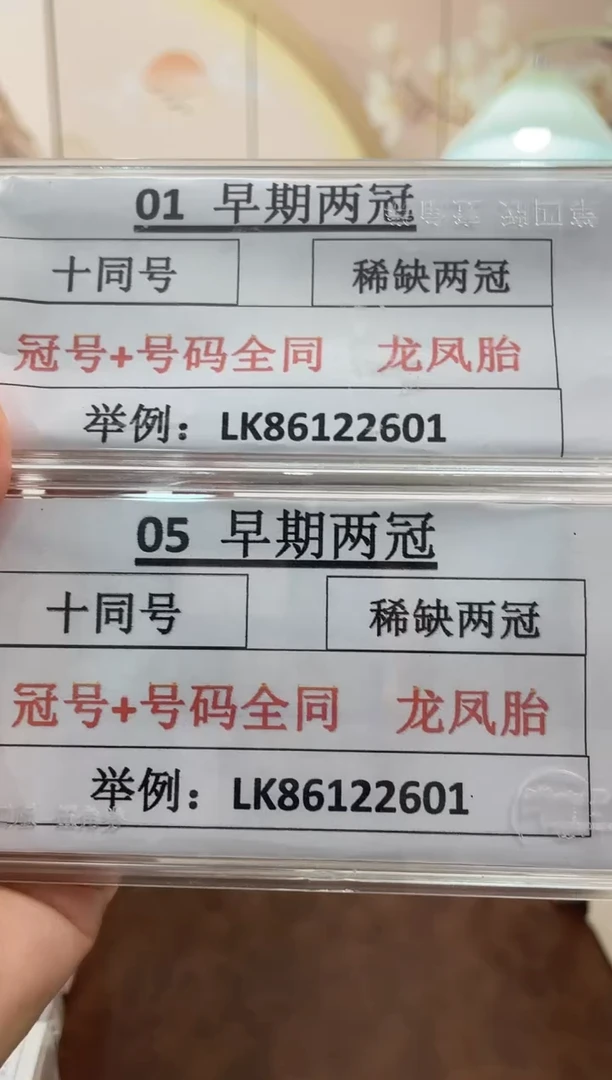 01 早期两冠
十同号 稀缺两冠
冠号+号码全同 龙凤胎
举例：LK86122601
05 早期两冠
十同号 稀缺两冠
冠号+号码全同 龙凤胎
举例：LK86122601